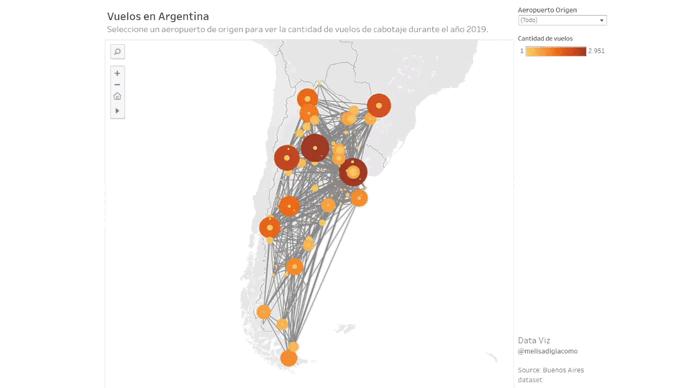 Vuelos en Argentina
Seleccione un aeropuerto de origen para ver la cantidad de vuelos de cabotaje durante el año 2019.
Aeropuerto Origen
(Todo)
Cantidad de vuelos
1 2.951
Data Viz
@melisadigiacomo
Source: Buenos Aires
dataset